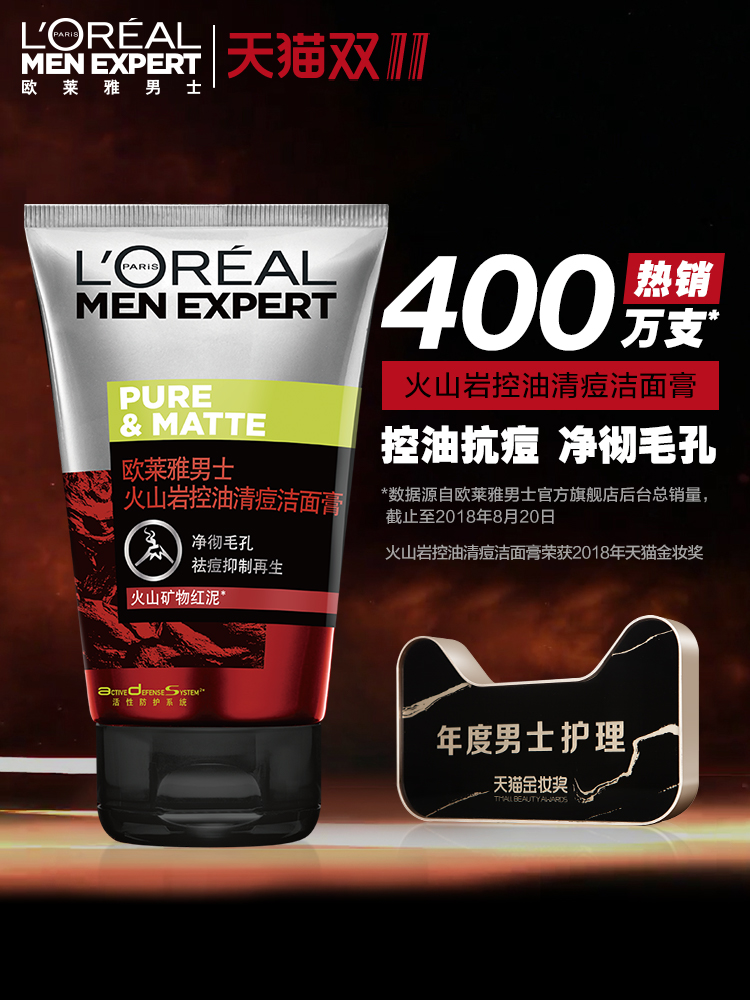 L'ORÉAL
PARIS
MEN EXPERT
欧莱雅男士
天猫双11
L'ORÉAL
PARIS
MEN EXPERT
PURE
& MATTE
欧莱雅男士
火山岩控油清痘洁面膏
净彻毛孔
祛痘抑制再生
火山矿物红泥*
ACTIVE DEFENSE SYSTEM²*
活性防护系统
400
热销
万支*
火山岩控油清痘洁面膏
控油抗痘 净彻毛孔
*数据源自欧莱雅男士官方旗舰店后台总销量，
截止至2018年8月20日
火山岩控油清痘洁面膏荣获2018年天猫金妆奖
年度男士护理
天猫金妆奖
TMALL BEAUTY AWARDS